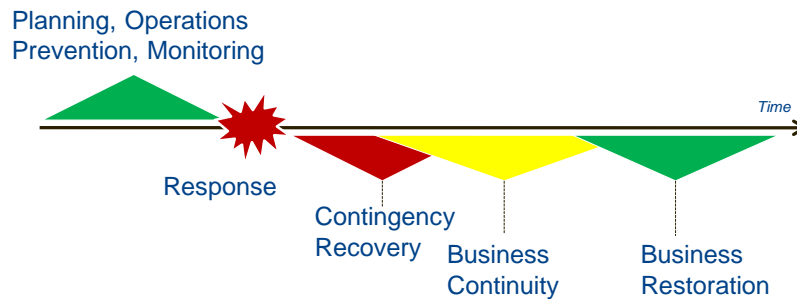 Planning, Operations
Prevention, Monitoring
Time
Response
Contingency
Recovery
Business
Continuity
Business
Restoration